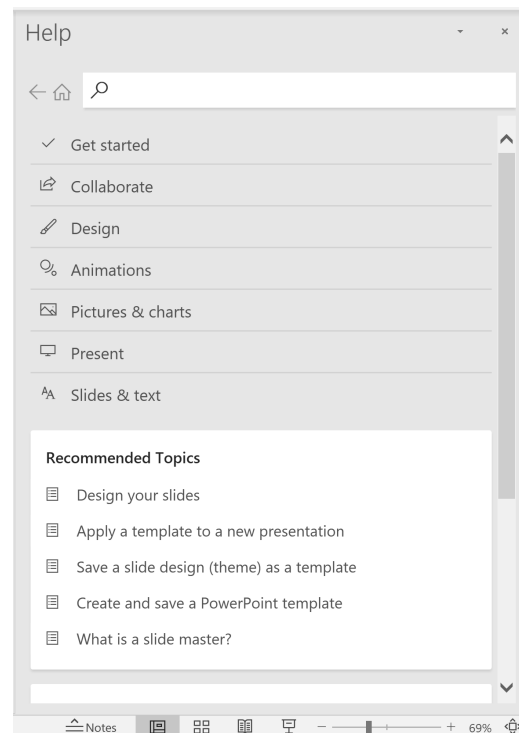 Help
Get started
Collaborate
Design
Animations
Pictures & charts
Present
Slides & text
Recommended Topics
Design your slides
Apply a template to a new presentation
Save a slide design (theme) as a template
Create and save a PowerPoint template
What is a slide master?
Notes 69%